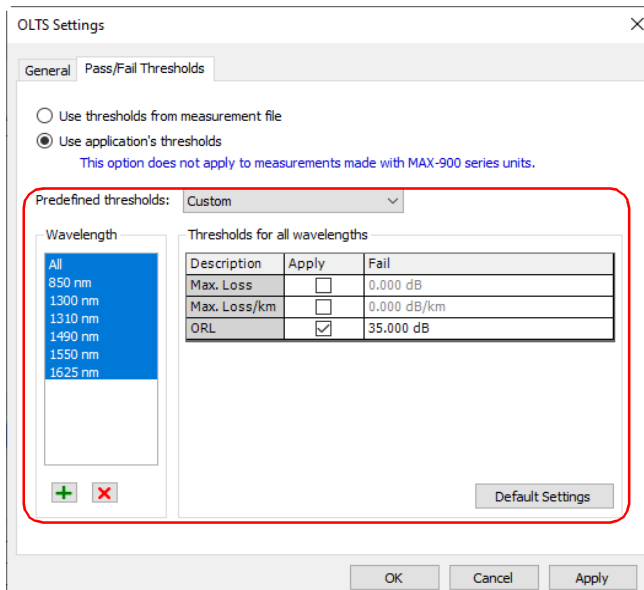 OLTS Settings
General Pass/Fail Thresholds
Use thresholds from measurement file
Use application's thresholds
This option does not apply to measurements made with MAX-900 series units.
Predefined thresholds: Custom
Wavelength
All
850 nm
1300 nm
1310 nm
1490 nm
1550 nm
1625 nm
Thresholds for all wavelengths
Description Apply Fail
Max. Loss 0.000 dB
Max. Loss/km 0.000 dB/km
ORL 35.000 dB
Default Settings
OK Cancel Apply